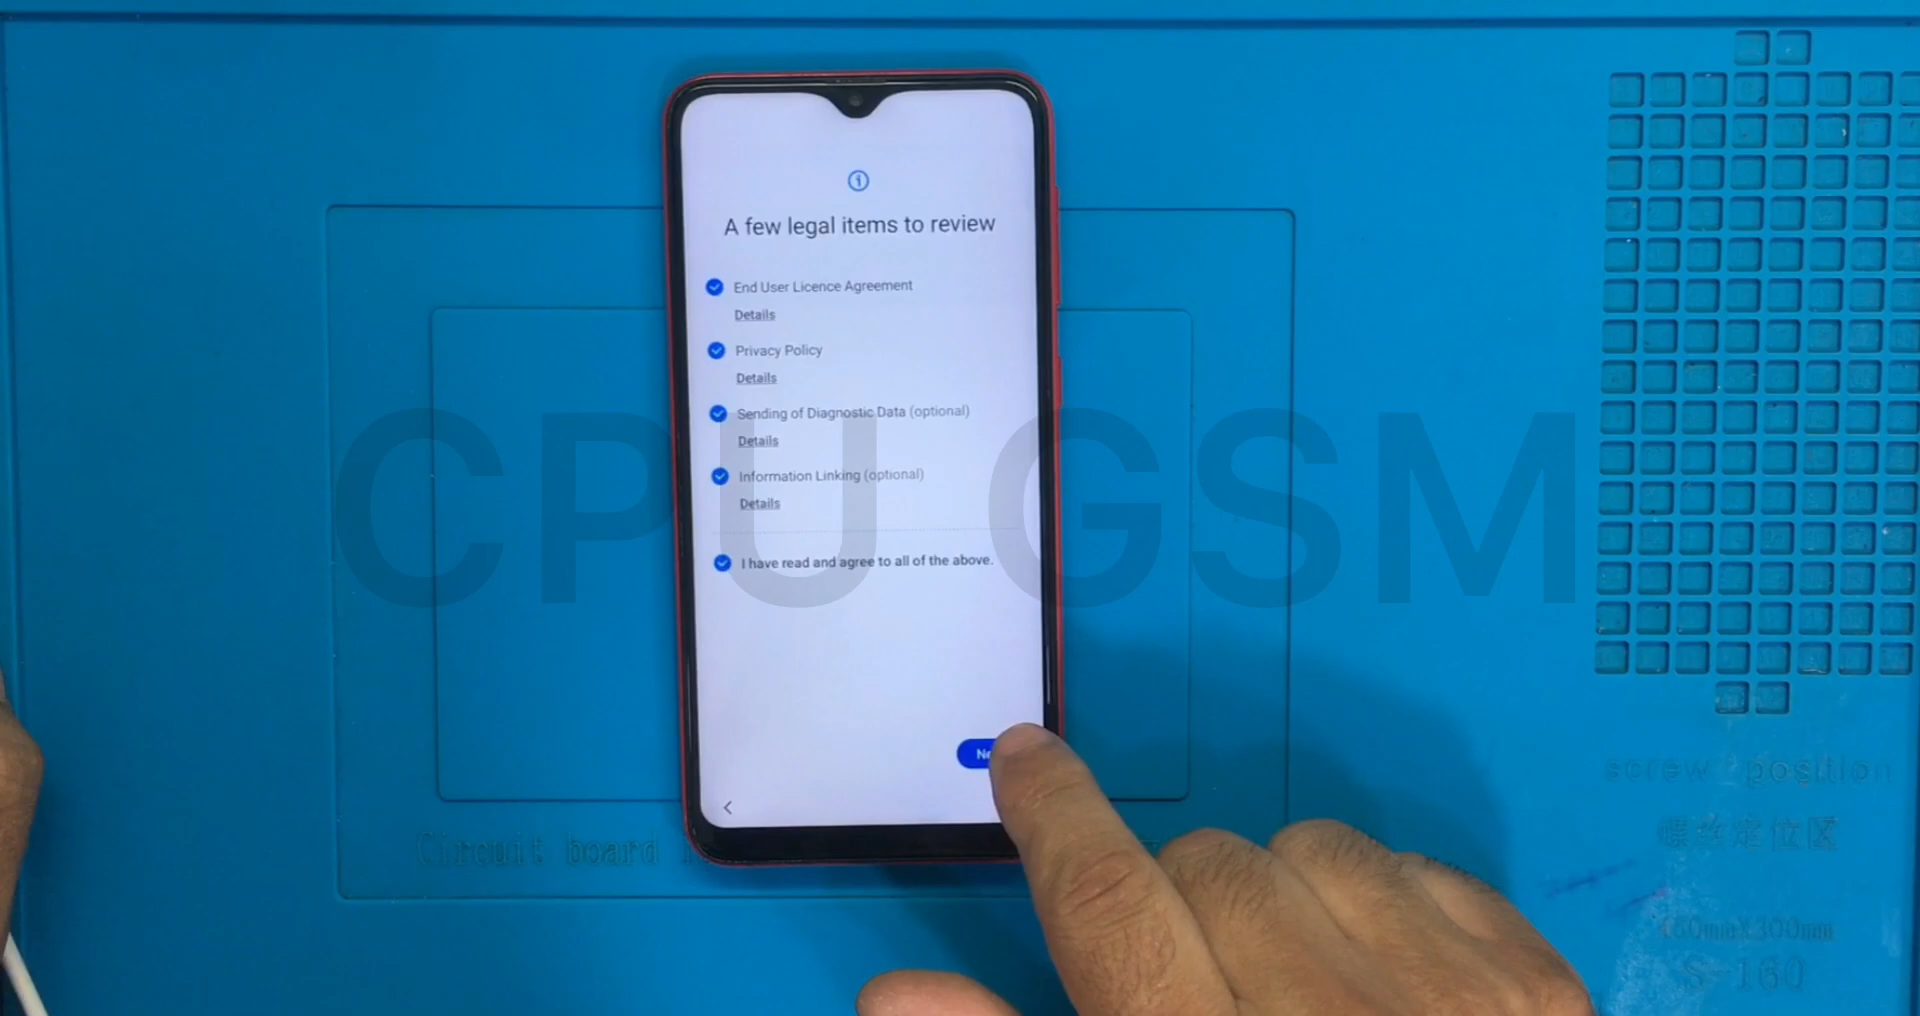 A few legal items to review
End User Licence Agreement
Details
Privacy Policy
Details
Sending of Diagnostic Data (optional)
Details
Information Linking (optional)
Details
I have read and agree to all of the above.
CPU GSM
screw position
螺丝定位区
Circuit board
450mmX300mm
S-160